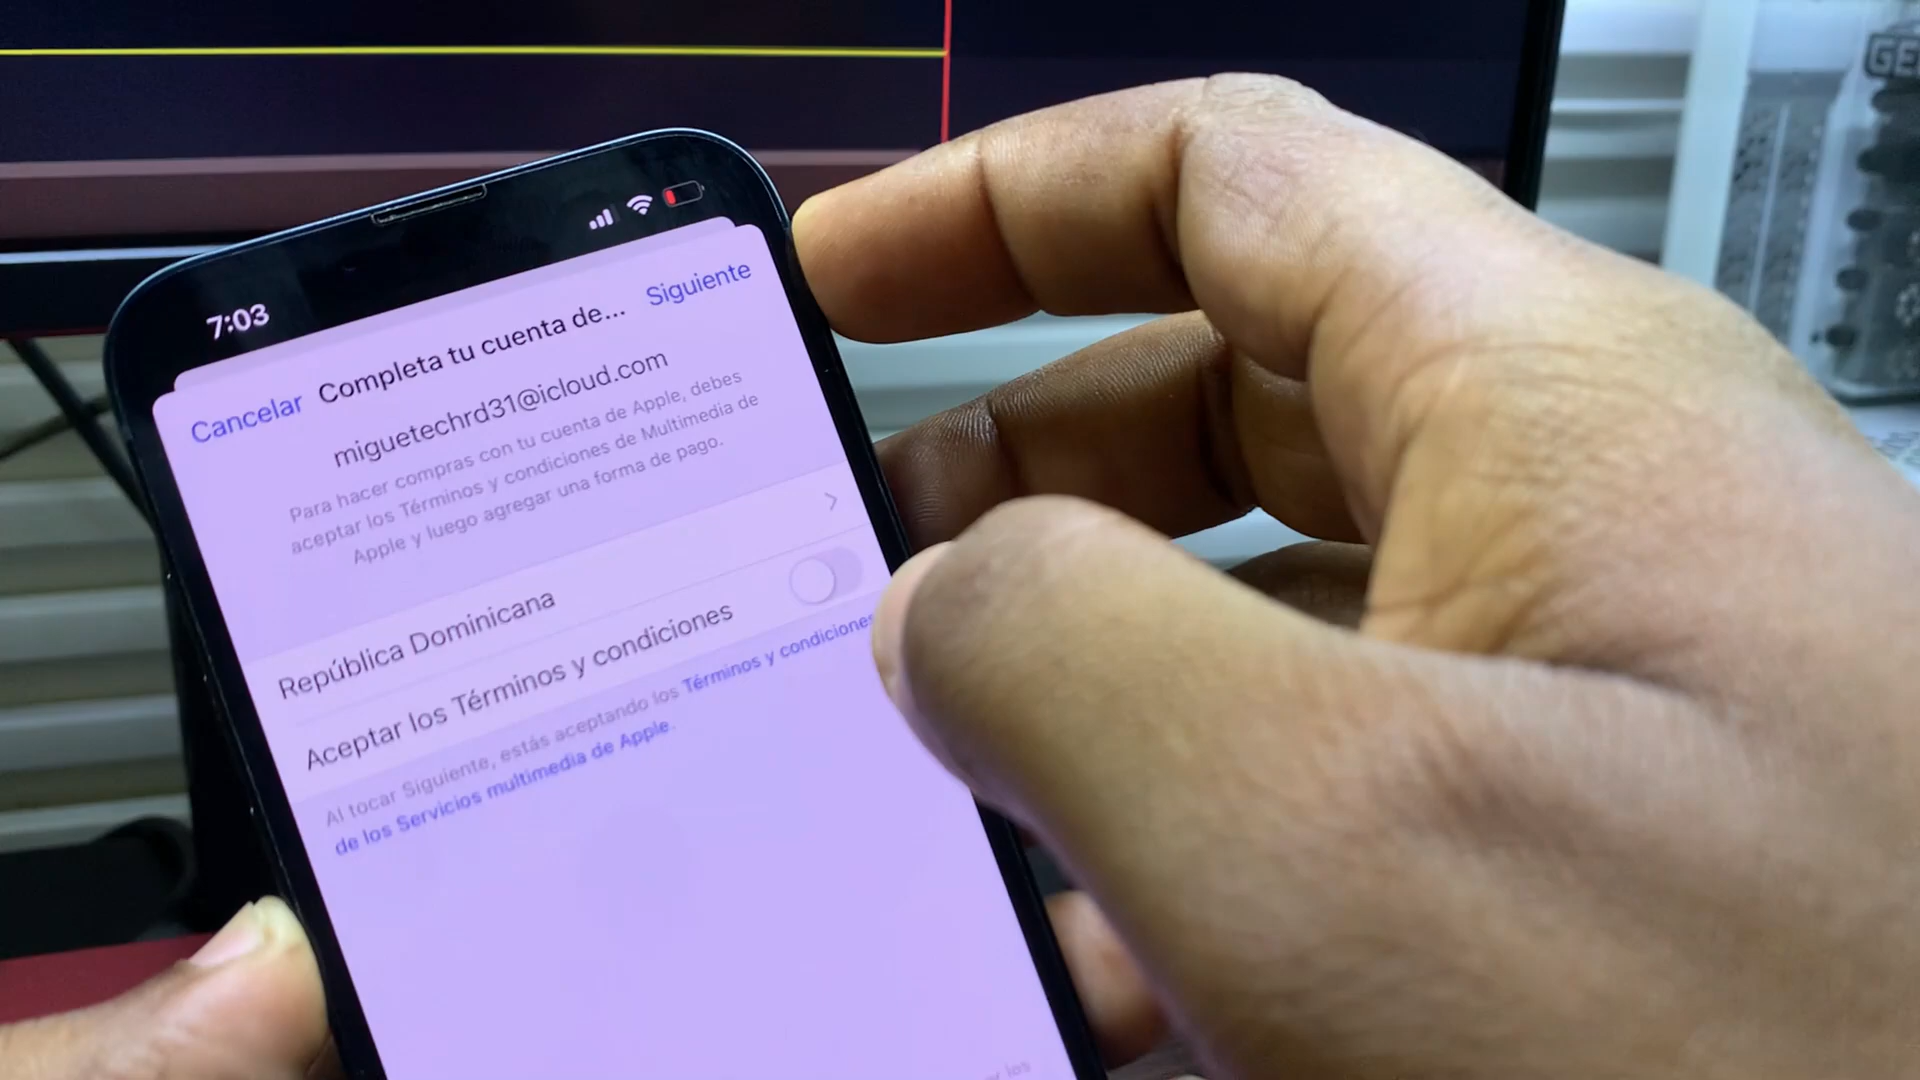 7:03
Cancelar
Completa tu cuenta de...
Siguiente
miguetechrd31@icloud.com
Para hacer compras con tu cuenta de Apple, debes
aceptar los Términos y condiciones de Multimedia de
Apple y luego agregar una forma de pago.
República Dominicana
Aceptar los Términos y condiciones
Al tocar Siguiente, estás aceptando los Términos y condiciones
de los Servicios multimedia de Apple.
los